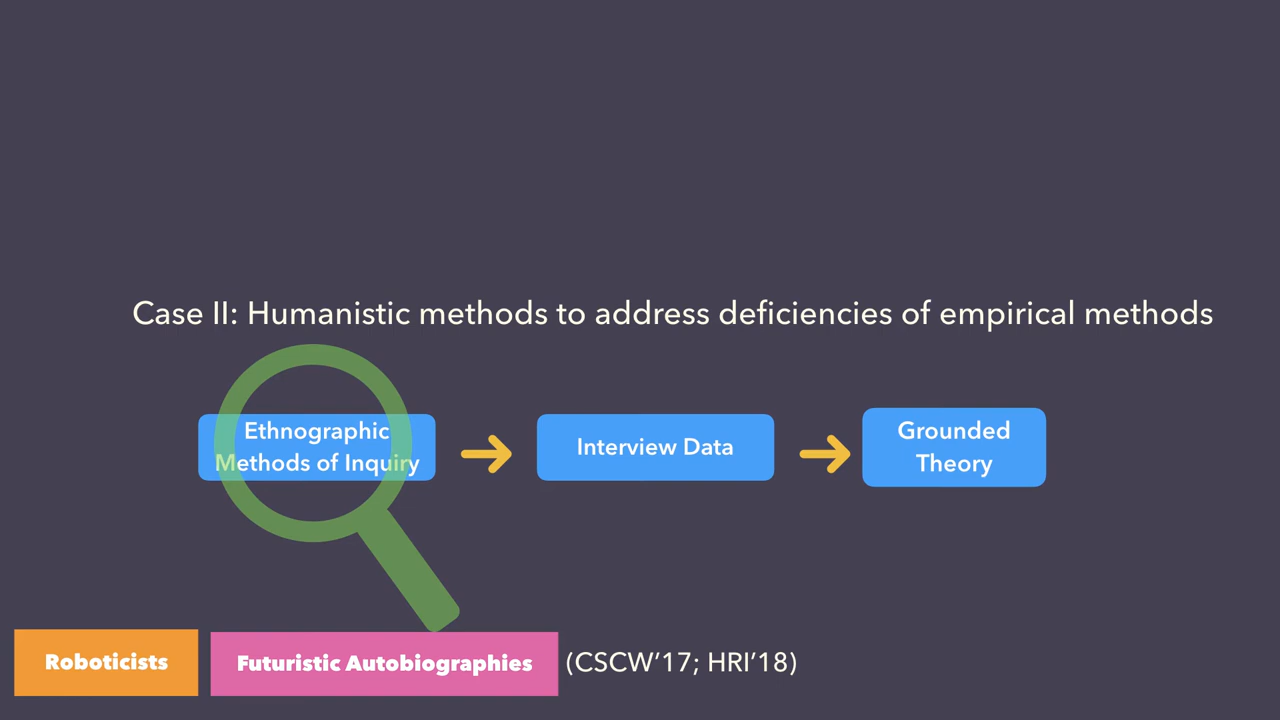 Case II: Humanistic methods to address deficiencies of empirical methods
Ethnographic
Methods of Inquiry
Interview Data
Grounded
Theory
Roboticists
Futuristic Autobiographies
(CSCW’17; HRI’18)